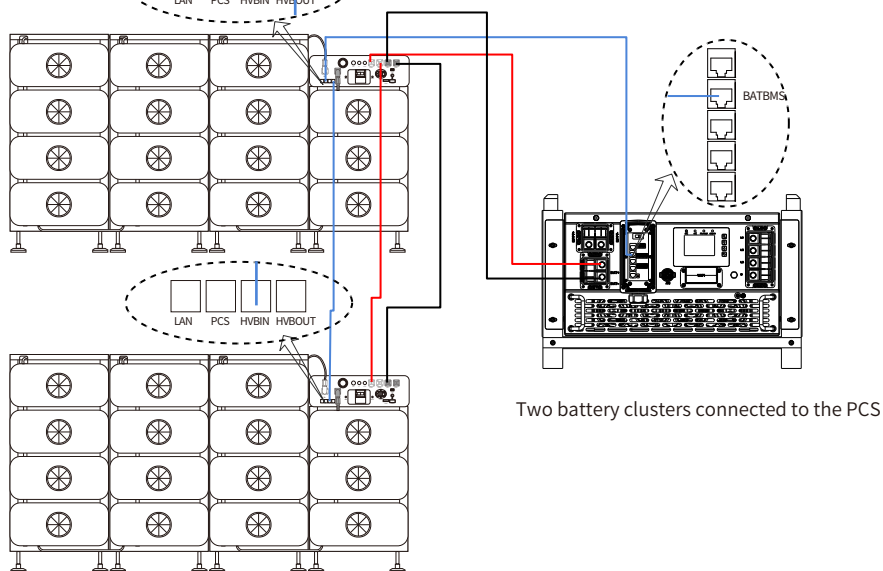 LAN PCS HVBIN HVBOUT
BATBMS
LAN PCS HVBIN HVBOUT
Two battery clusters connected to the PCS